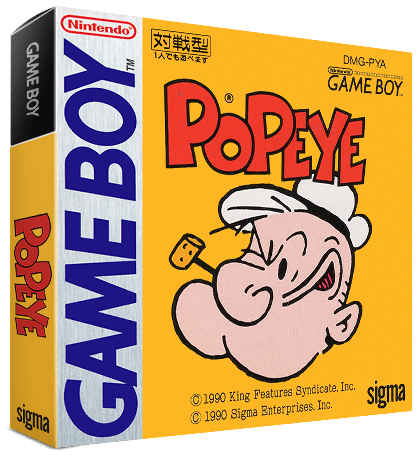 GAME BOY
POPEYE
sigma
Nintendo
GAME BOY
TM
対戦型
1人でも遊べます
DMG-PYA
Nintendo
GAME BOY
POPEYE
®
© 1990 King Features Syndicate, Inc.
© 1990 Sigma Enterprises, Inc.
sigma